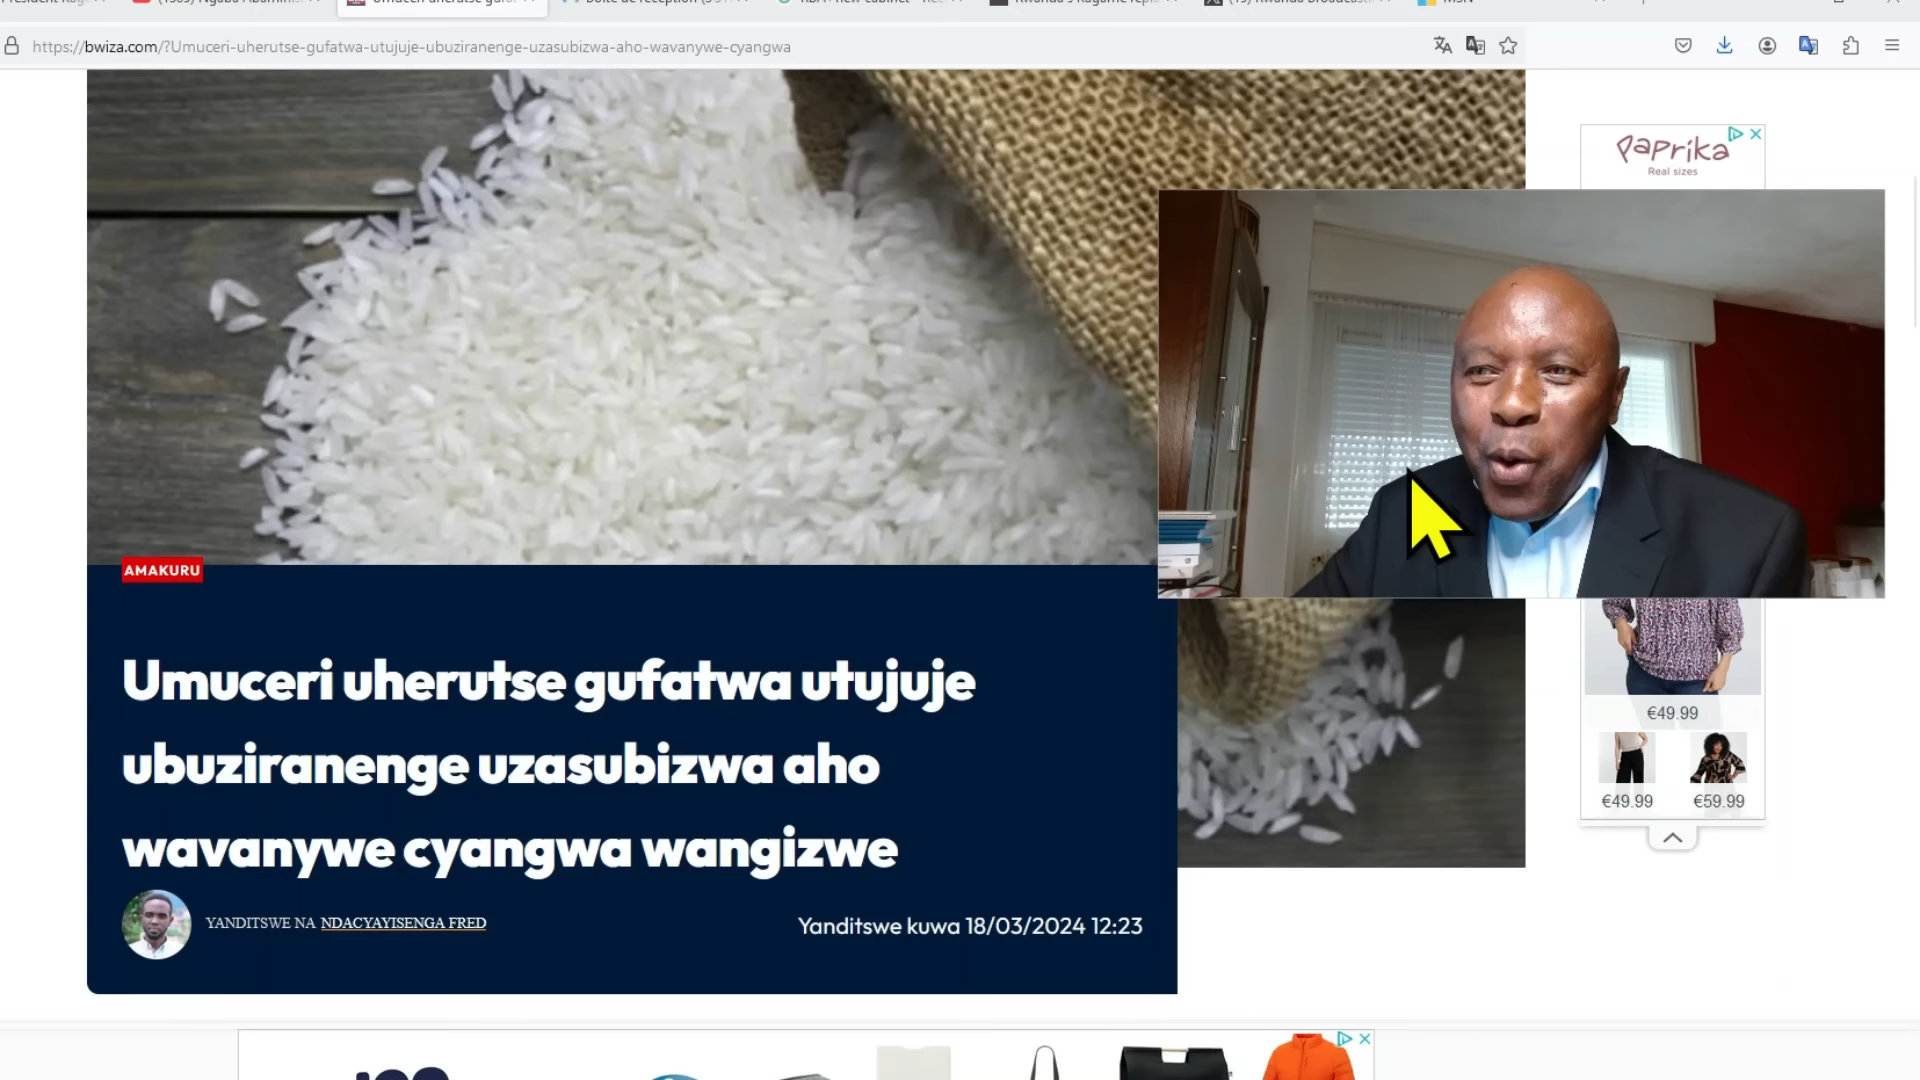 https://bwiza.com/?Umuceri-uherutse-gufatwa-utujuje-ubuziranenge-uzasubizwa-aho-wavanywe-cyangwa
Paprika
Real sizes
AMAKURU
Umuceri uherutse gufatwa utujuje
ubuziranenge uzasubizwa aho
wavanywe cyangwa wangizwe
YANDITSWE NA NDACYAYISENGA FRED
Yanditswe kuwa 18/03/2024 12:23
€49.99
€49.99
€59.99